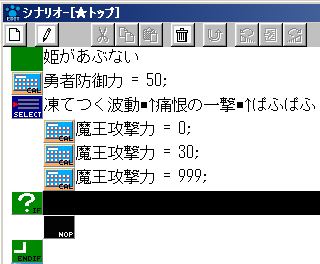 シナリオ-[★トップ]
EDIT
姫があぶない
CAL 勇者防御力 = 50;
SELECT 凍てつく波動■↑痛恨の一撃■↑ぱふぱふ
CAL 魔王攻撃力 = 0;
CAL 魔王攻撃力 = 30;
CAL 魔王攻撃力 = 999;
?IF
NOP
ENDIF